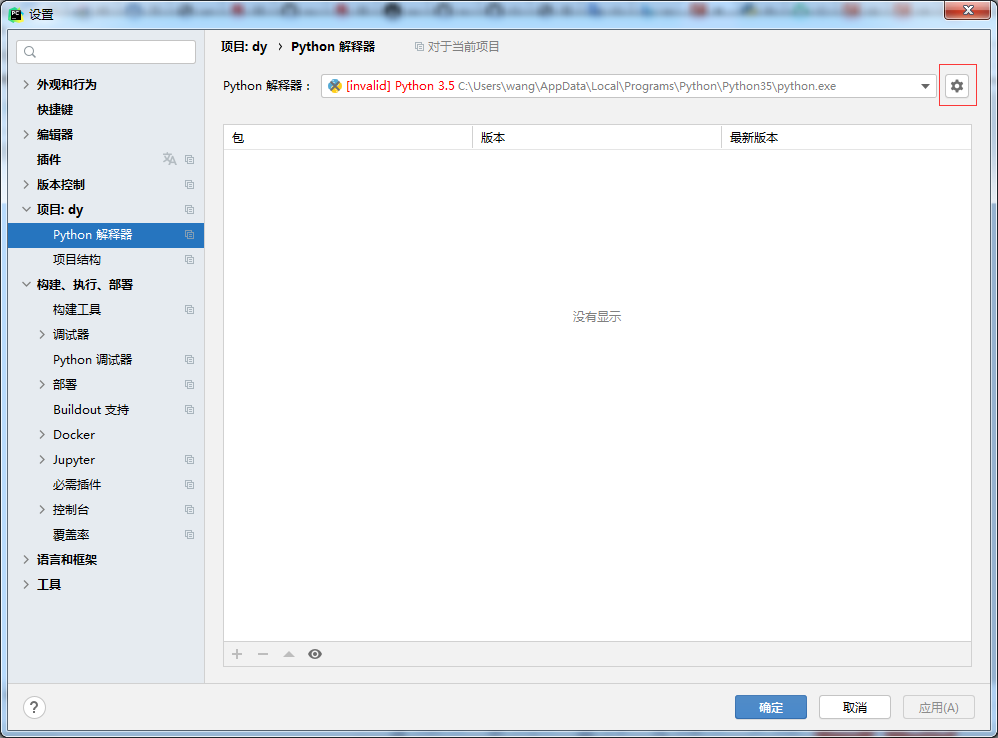 设置
项目: dy › Python 解释器 对于当前项目
Python 解释器： [invalid] Python 3.5 C:\Users\wang\AppData\Local\Programs\Python\Python35\python.exe
外观和行为
快捷键
编辑器
插件
版本控制
项目: dy
Python 解释器
项目结构
构建、执行、部署
构建工具
调试器
Python 调试器
部署
Buildout 支持
Docker
Jupyter
必需插件
控制台
覆盖率
语言和框架
工具
包 版本 最新版本
没有显示
?
确定 取消 应用(A)